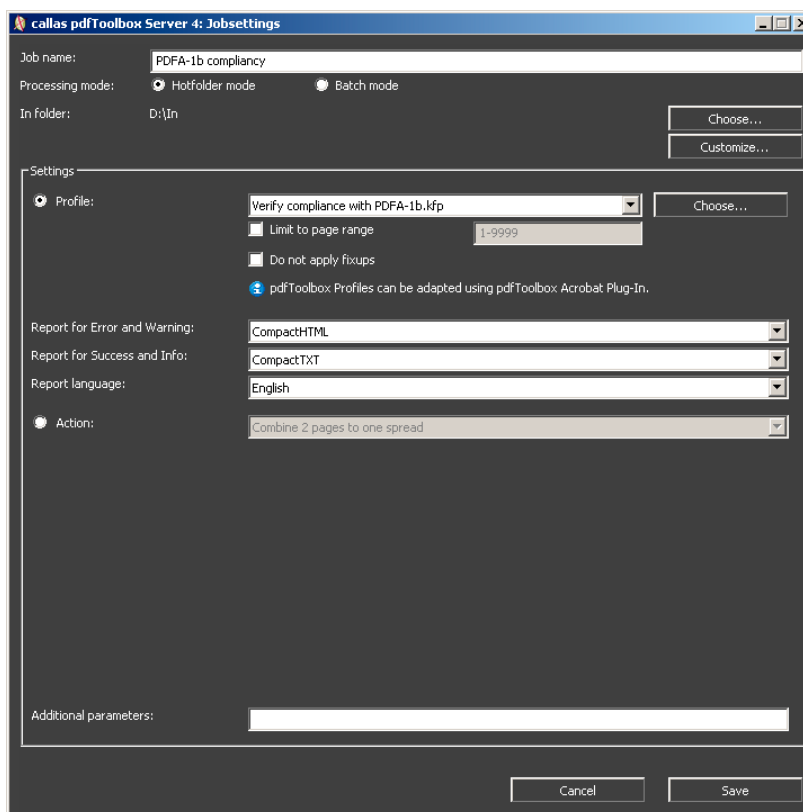 callas pdfToolbox Server 4: Jobsettings
Job name: PDFA-1b compliancy
Processing mode: Hotfolder mode Batch mode
In folder: D:\In Choose...
Customize...
Settings
Profile: Verify compliance with PDFA-1b.kfp Choose...
Limit to page range 1-9999
Do not apply fixups
pdfToolbox Profiles can be adapted using pdfToolbox Acrobat Plug-In.
Report for Error and Warning: CompactHTML
Report for Success and Info: CompactTXT
Report language: English
Action: Combine 2 pages to one spread
Additional parameters:
Cancel Save